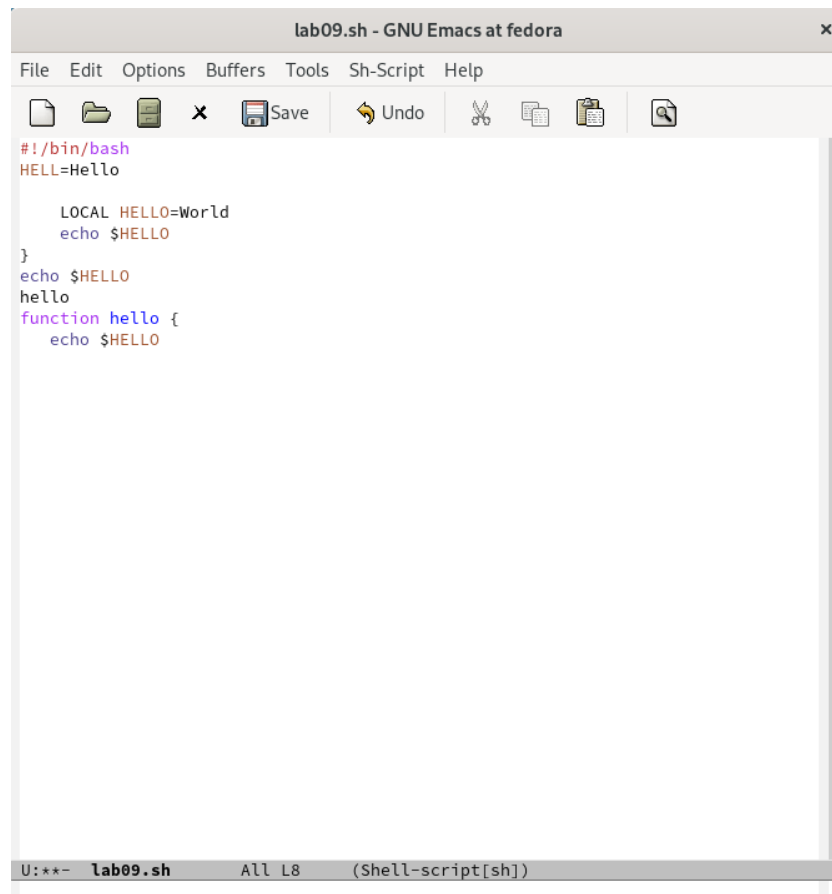 lab09.sh - GNU Emacs at fedora ×
File Edit Options Buffers Tools Sh-Script Help
Save Undo
#!/bin/bash
HELL=Hello
LOCAL HELLO=World
echo $HELLO
}
echo $HELLO
hello
function hello {
echo $HELLO
U:**- lab09.sh All L8 (Shell-script[sh])